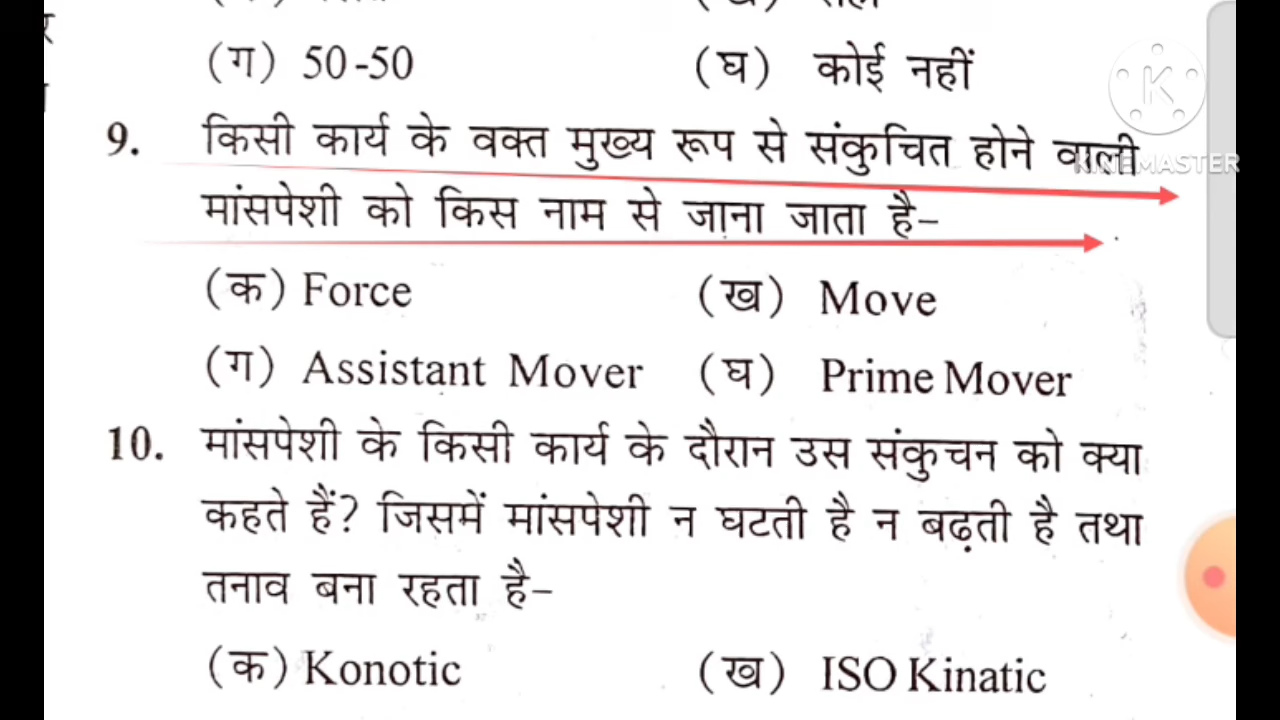 (ग) 50-50 (घ) कोई नहीं
9. किसी कार्य के वक्त मुख्य रूप से संकुचित होने वाली
मांसपेशी को किस नाम से जाना जाता है–
(क) Force (ख) Move
(ग) Assistant Mover (घ) Prime Mover
10. मांसपेशी के किसी कार्य के दौरान उस संकुचन को क्या
कहते हैं? जिसमें मांसपेशी न घटती है न बढ़ती है तथा
तनाव बना रहता है–
(क) Konotic (ख) ISO Kinatic
KINEMASTER